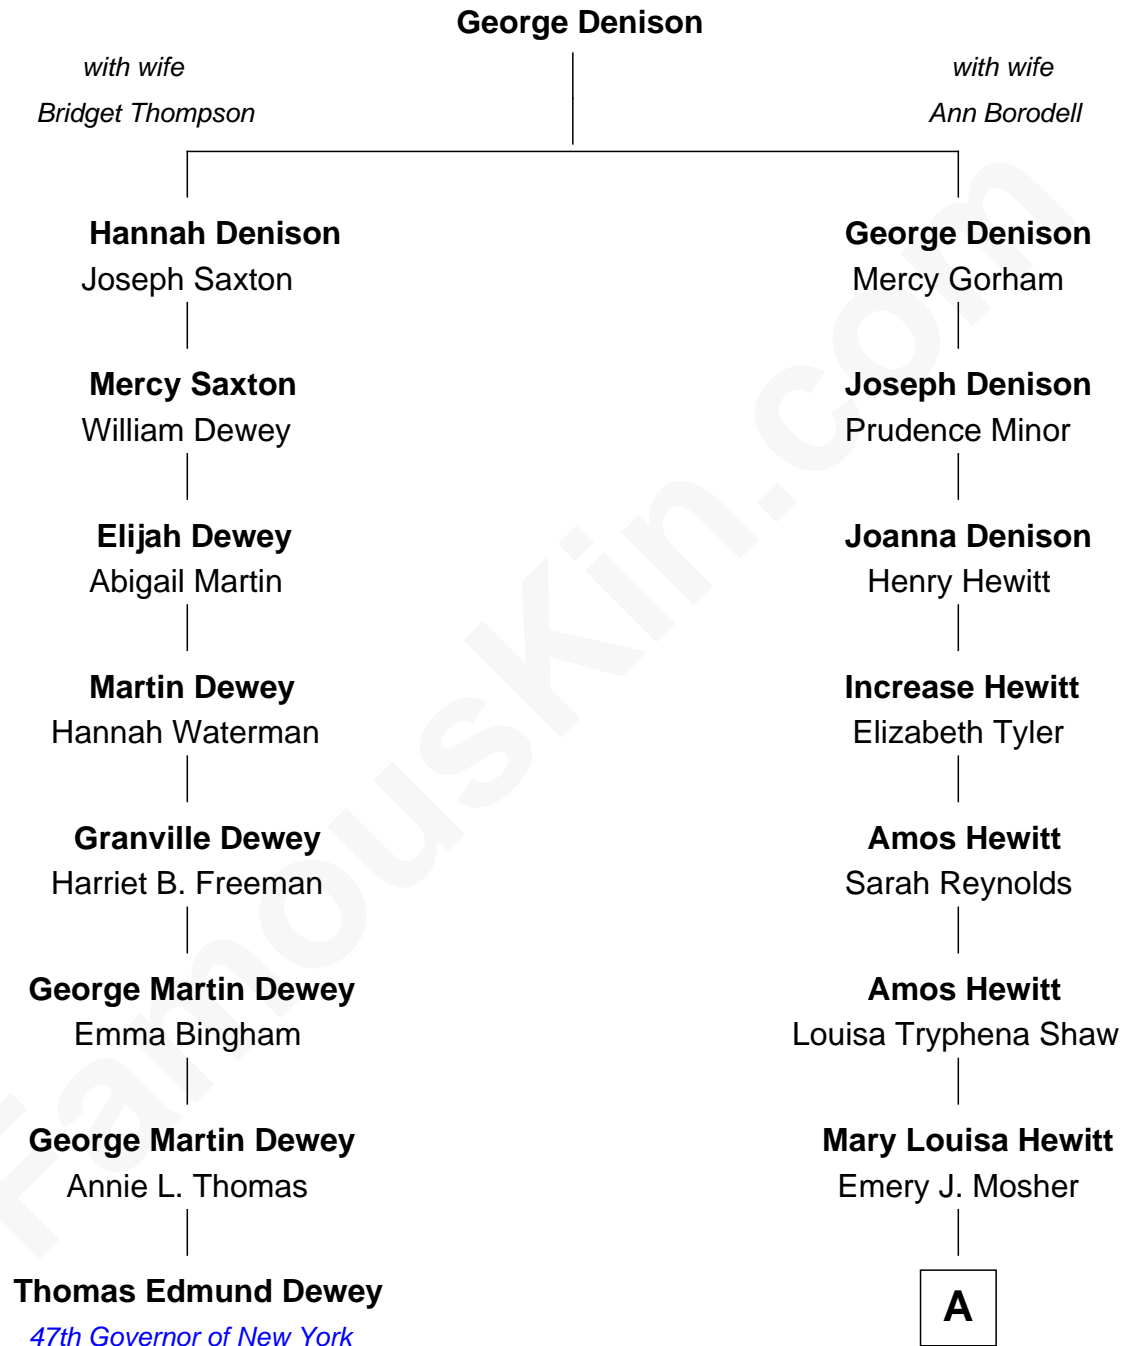 George Denison
with wife
Bridget Thompson
with wife
Ann Borodell
Hannah Denison
Joseph Saxton
Mercy Saxton
William Dewey
Elijah Dewey
Abigail Martin
Martin Dewey
Hannah Waterman
Granville Dewey
Harriet B. Freeman
George Martin Dewey
Emma Bingham
George Martin Dewey
Annie L. Thomas
Thomas Edmund Dewey
47th Governor of New York
George Denison
Mercy Gorham
Joseph Denison
Prudence Minor
Joanna Denison
Henry Hewitt
Increase Hewitt
Elizabeth Tyler
Amos Hewitt
Sarah Reynolds
Amos Hewitt
Louisa Tryphena Shaw
Mary Louisa Hewitt
Emery J. Mosher
A
FamousKin.com